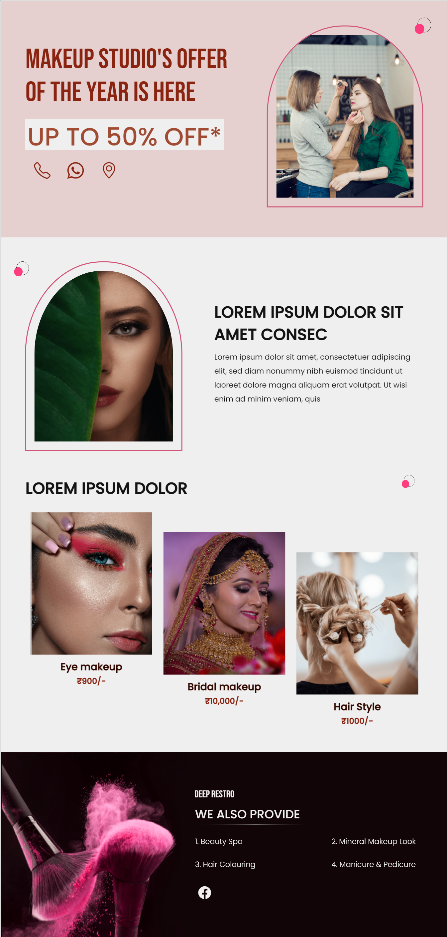 MAKEUP STUDIO'S OFFER
OF THE YEAR IS HERE
UP TO 50% OFF*
LOREM IPSUM DOLOR SIT
AMET CONSEC
Lorem ipsum dolor sit amet, consectetuer adipiscing
elit, sed diam nonummy nibh euismod tincidunt ut
laoreet dolore magna aliquam erat volutpat. Ut wisi
enim ad minim veniam, quis
LOREM IPSUM DOLOR
Eye makeup
₹900/-
Bridal makeup
₹10,000/-
Hair Style
₹1000/-
DEEP RESTRO
WE ALSO PROVIDE
1. Beauty Spa
2. Mineral Makeup Look
3. Hair Colouring
4. Manicure & Pedicure